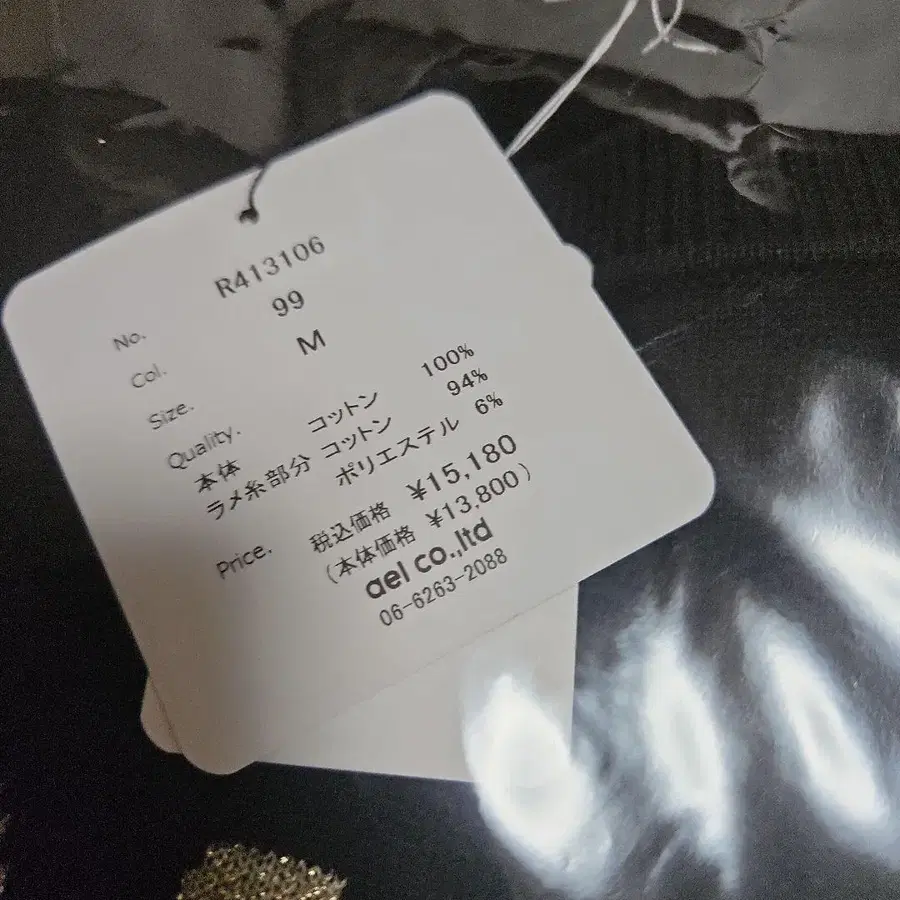 No. R413106
Col. 99
Size. M
Quality.
本体 コットン 100%
ラメ糸部分 コットン 94%
ポリエステル 6%
Price. 税込価格 ¥15,180
(本体価格 ¥13,800)
ael co.,ltd
06-6263-2088